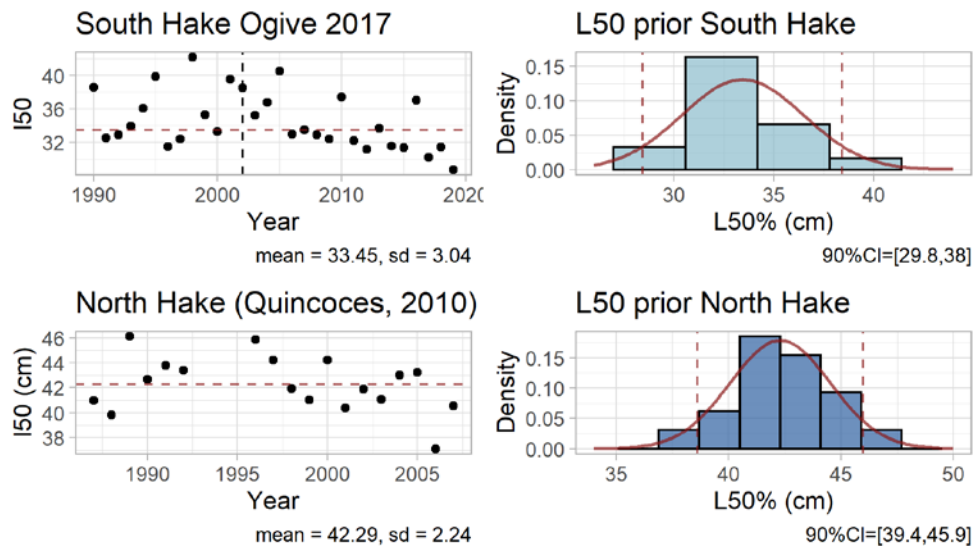 South Hake Ogive 2017
l50
40
36
32
1990
2000
2010
2020
Year
mean = 33.45, sd = 3.04
L50 prior South Hake
Density
0.15
0.10
0.05
0.00
30
35
40
L50% (cm)
90%CI=[29.8,38]
North Hake (Quincoces, 2010)
l50 (cm)
46
44
42
40
38
1990
1995
2000
2005
Year
mean = 42.29, sd = 2.24
L50 prior North Hake
Density
0.15
0.10
0.05
0.00
35
40
45
50
L50% (cm)
90%CI=[39.4,45.9]